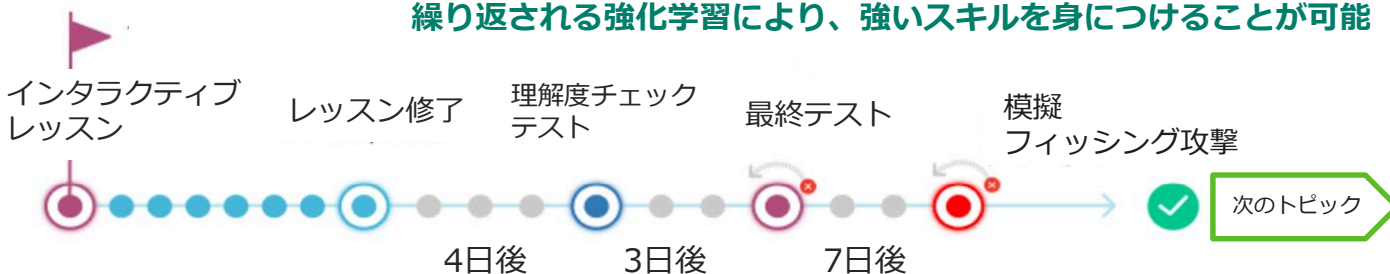 繰り返される強化学習により、強いスキルを身につけることが可能
インタラクティブ
レッスン
レッスン修了
理解度チェック
テスト
最終テスト
模擬
フィッシング攻撃
次のトピック
4日後
3日後
7日後